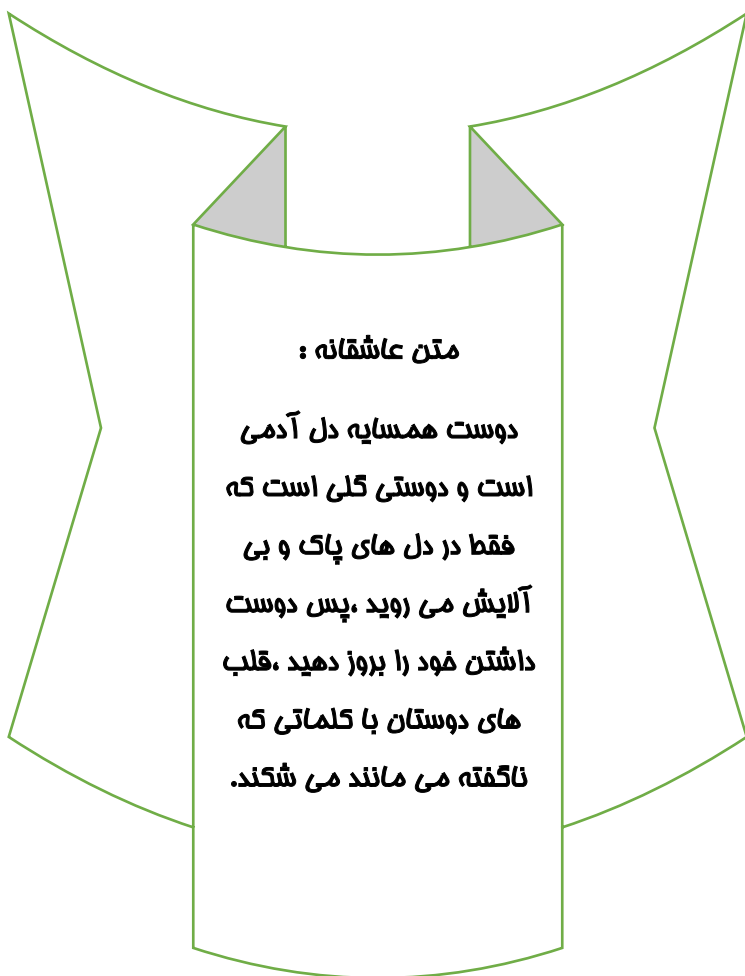 متن عاشقانه :
دوست همسایه دل آدمی
است و دوستی گلی است که
فقط در دل های پاک و بی
آلایش می روید ،پس دوست
داشتن خود را بروز دهید ،قلب
های دوستان با کلماتی که
ناگفته می مانند می شکند.